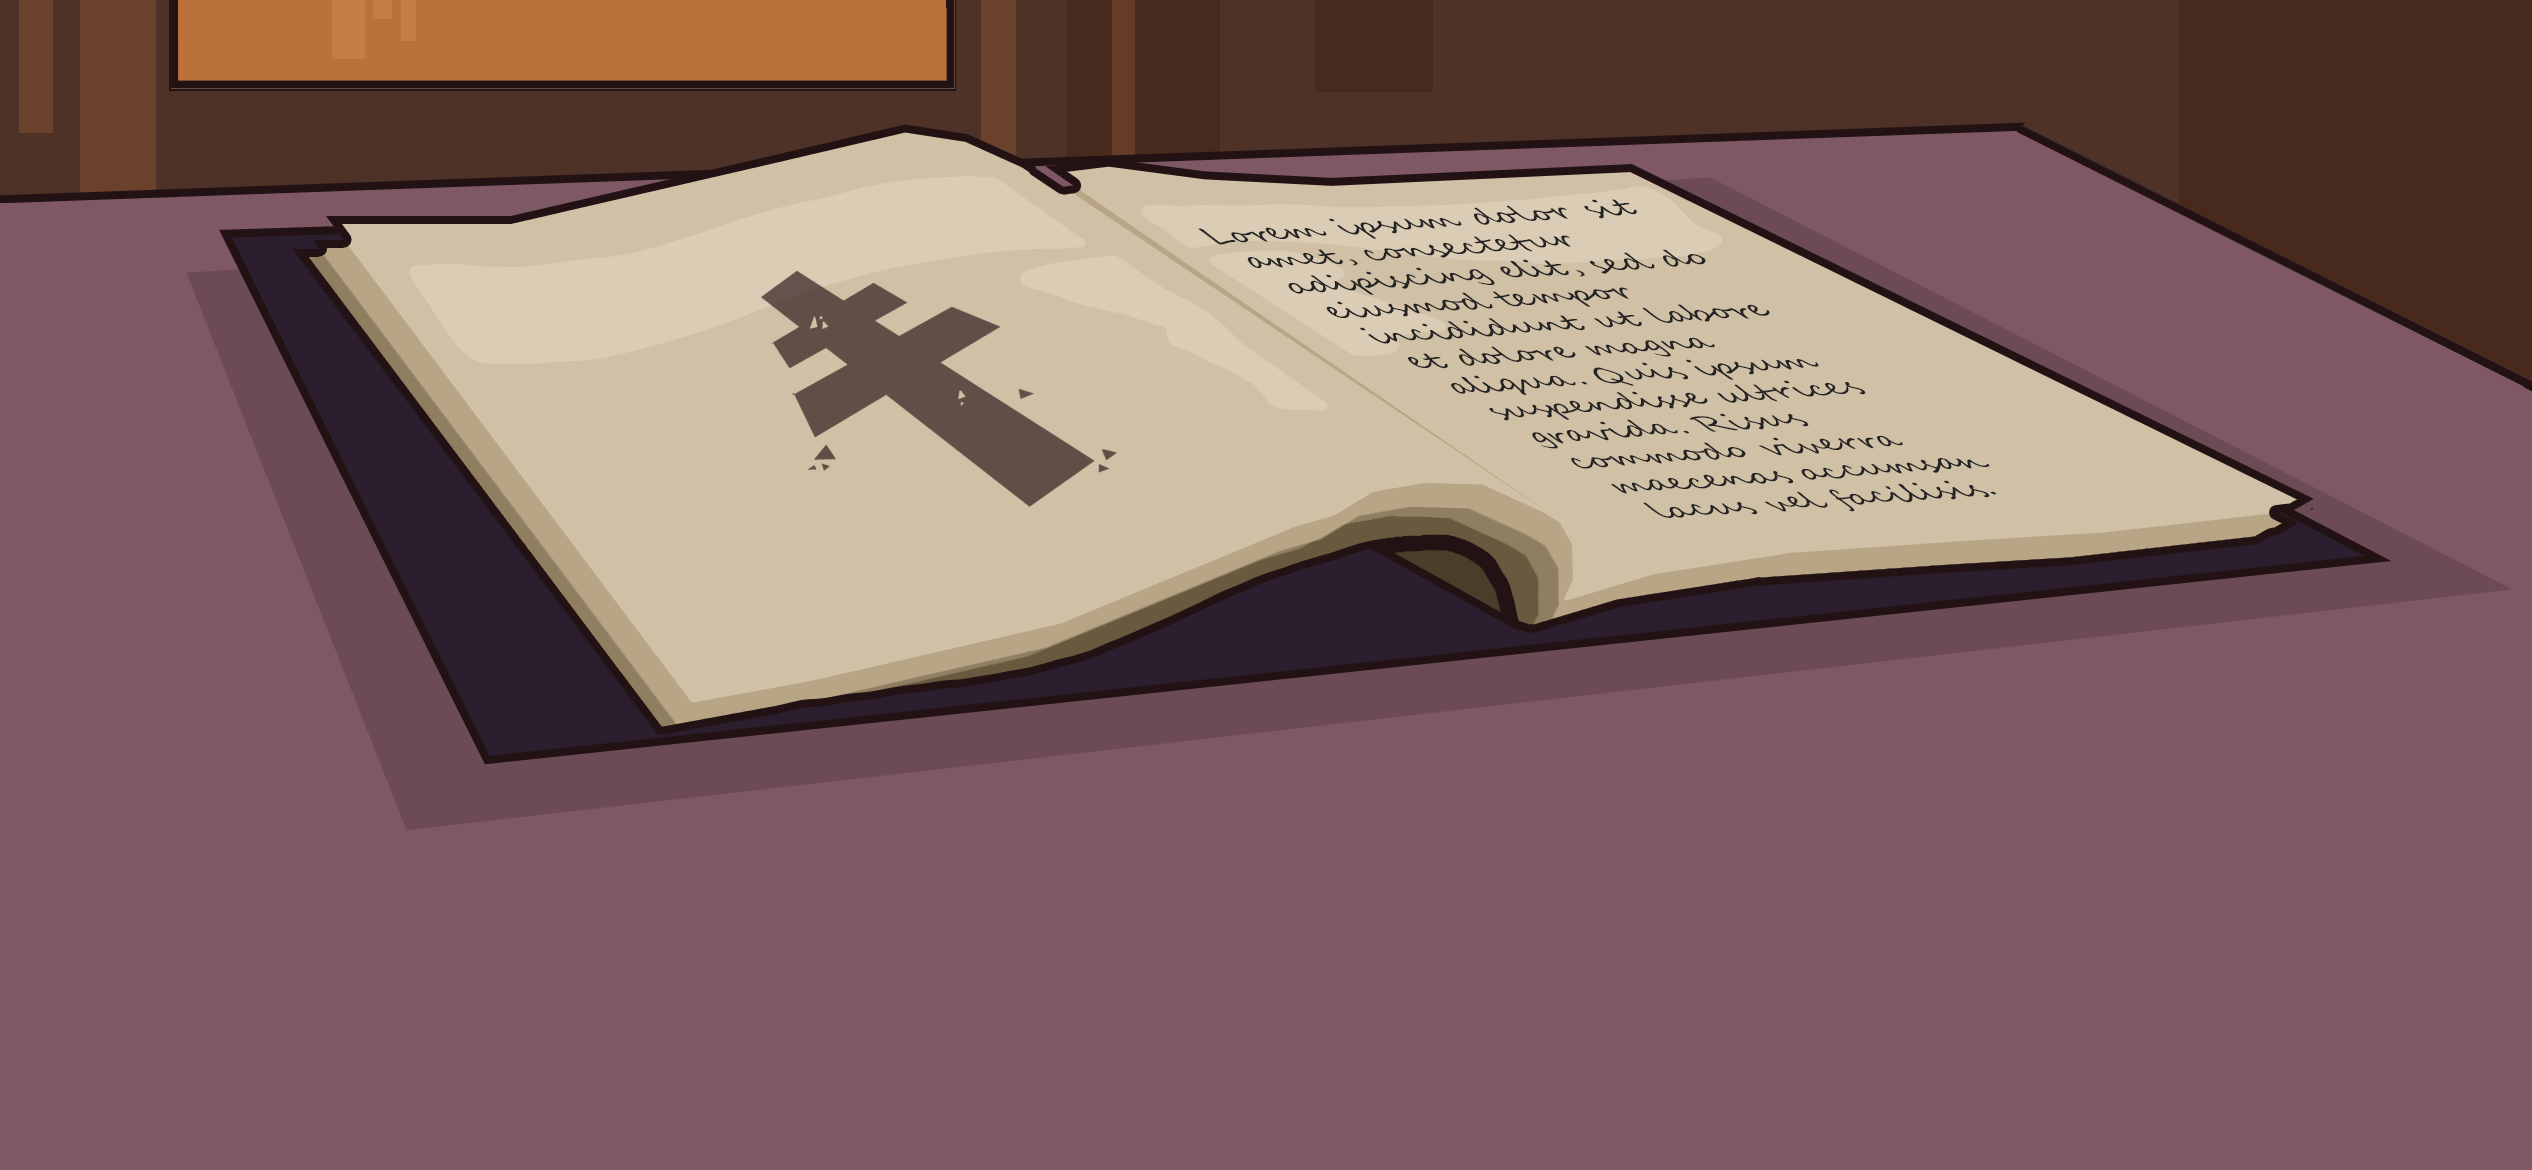 Lorem ipsum dolor sit
amet, consectetur
adipiscing elit, sed do
eiusmod tempor
incididunt ut labore
et dolore magna
aliqua. Quis ipsum
suspendisse ultrices
gravida. Risus
commodo viverra
maecenas accumsan
lacus vel facilisis.